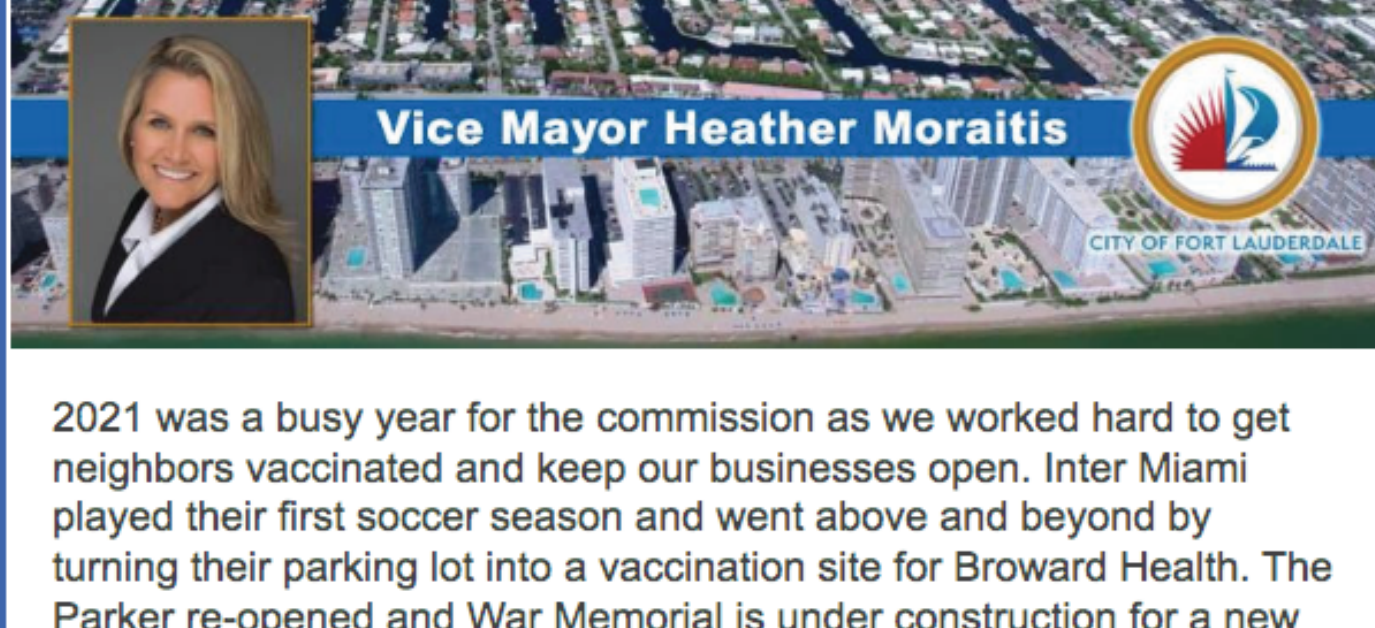 Vice Mayor Heather Moraitis
CITY OF FORT LAUDERDALE
2021 was a busy year for the commission as we worked hard to get
neighbors vaccinated and keep our businesses open. Inter Miami
played their first soccer season and went above and beyond by
turning their parking lot into a vaccination site for Broward Health. The
Parker re-opened and War Memorial is under construction for a new